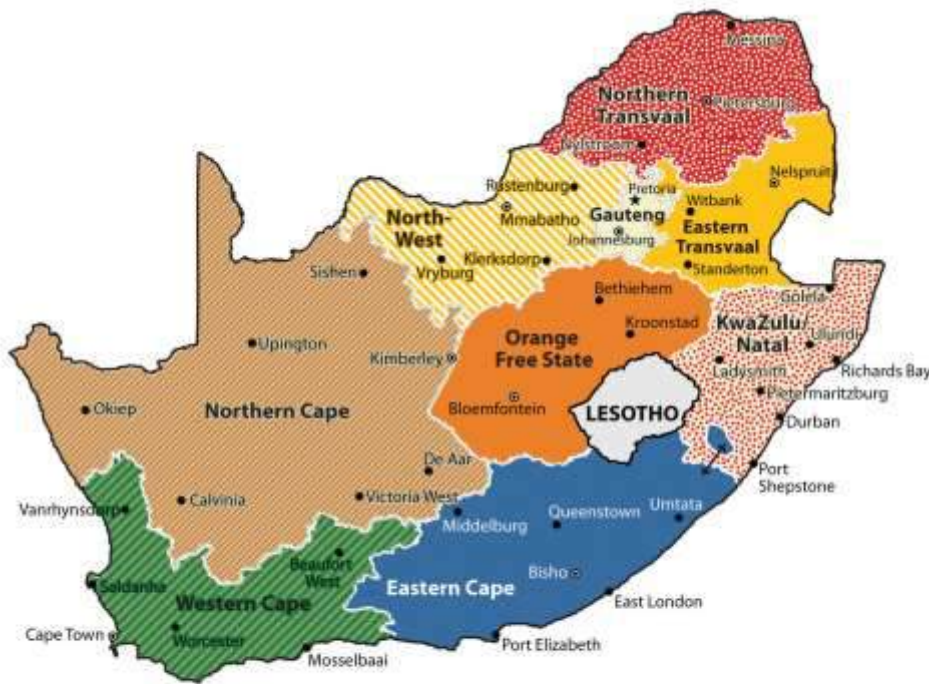 Messina
Northern
Transvaal
Pietersburg
Nylstroom
Nelspruit
Rustenburg
Pretoria
Witbank
North-
West
Mmabatho
Gauteng
Johannesburg
Eastern
Transvaal
Sishen
Vryburg
Klerksdorp
Standerton
Bethiehem
Golela
Orange
Free State
Kroonstad
KwaZulu/
Natal
Ulundi
Upington
Kimberley
Ladysmith
Richards Bay
Okiep
Northern Cape
Bloemfontein
LESOTHO
Pietermaritzburg
Durban
De Aar
Port
Shepstone
Vanrhynsdorp
Calvinia
Victoria West
Middelburg
Queenstown
Umtata
Beaufort
West
Saldanha
Western Cape
Eastern Cape
Bisho
East London
Cape Town
Worcester
Mosselbaai
Port Elizabeth